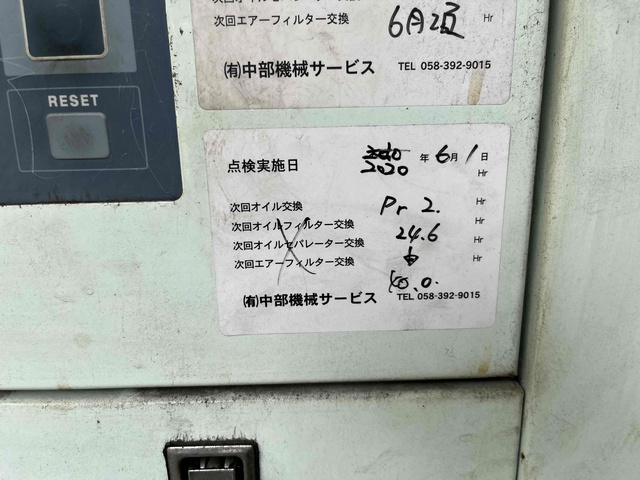 次回エアーフィルター交換 6月頃 Hr
㈲中部機械サービス TEL 058-392-9015
RESET
点検実施日 2020 年 6月 1日
Hr
次回オイル交換 Pr 2. Hr
次回オイルフィルター交換 24.6 Hr
次回オイルセパレーター交換 Hr
次回エアーフィルター交換 ↓ Hr
40.0.
㈲中部機械サービス TEL 058-392-9015